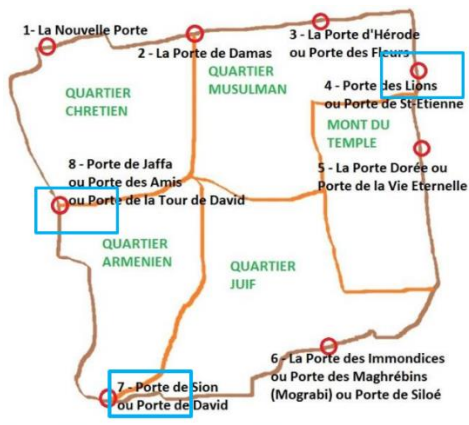 1- La Nouvelle Porte
2 - La Porte de Damas
3 - La Porte d'Hérode
ou Porte des Fleurs
QUARTIER
CHRETIEN
QUARTIER
MUSULMAN
4 - Porte des Lions
ou Porte de St-Etienne
MONT DU
TEMPLE
8 - Porte de Jaffa
ou Porte des Amis
ou Porte de la Tour de David
5 - La Porte Dorée ou
Porte de la Vie Eternelle
QUARTIER
ARMENIEN
QUARTIER
JUIF
6 - La Porte des Immondices
ou Porte des Maghrébins
(Mograbi) ou Porte de Siloé
7 - Porte de Sion
ou Porte de David